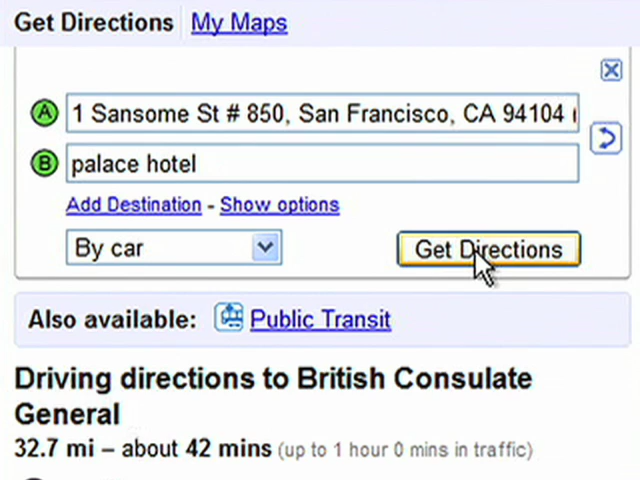 Get Directions My Maps
A 1 Sansome St # 850, San Francisco, CA 94104 (
B palace hotel
Add Destination - Show options
By car Get Directions
Also available: Public Transit
Driving directions to British Consulate
General
32.7 mi – about 42 mins (up to 1 hour 0 mins in traffic)